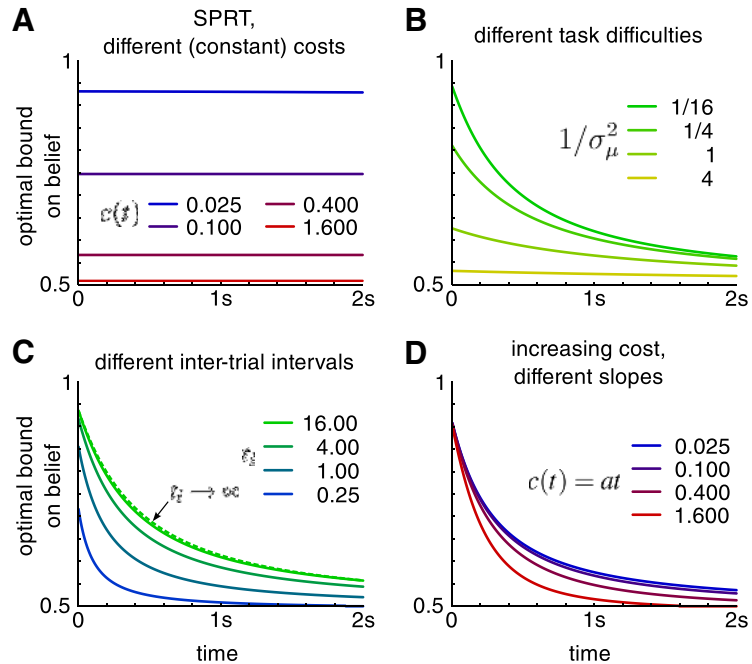 A
SPRT,
different (constant) costs
1
0.5
optimal bound
on belief
c(t)
0.025
0.100
0.400
1.600
0
1s
2s
B
different task difficulties
1
0.5
1/σ²μ
1/16
1/4
1
4
0
1s
2s
C
different inter-trial intervals
1
0.5
optimal bound
on belief
16.00
4.00
1.00
0.25
→ ∞
0
1s
2s
time
D
increasing cost,
different slopes
1
0.5
c(t) = at
0.025
0.100
0.400
1.600
0
1s
2s
time